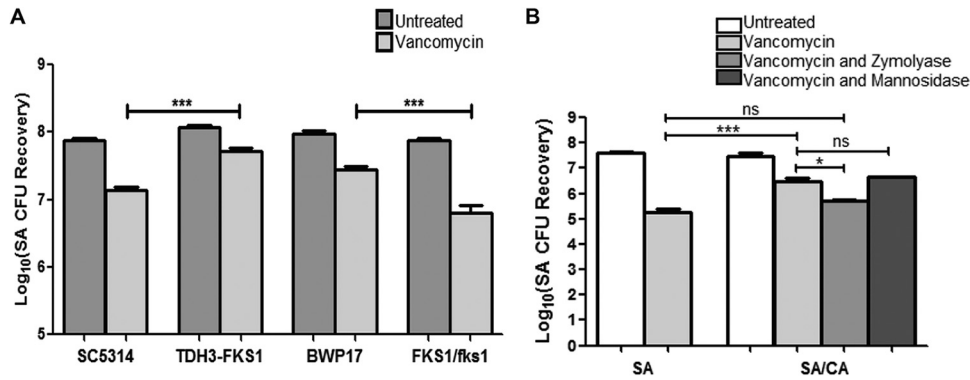 A
Untreated
Vancomycin
Log10(SA CFU Recovery)
9
8
7
6
5
***
***
SC5314
TDH3-FKS1
BWP17
FKS1/fks1
B
Untreated
Vancomycin
Vancomycin and Zymolyase
Vancomycin and Mannosidase
Log10(SA CFU Recovery)
9
8
7
6
5
4
3
2
1
0
ns
***
ns
*
SA
SA/CA